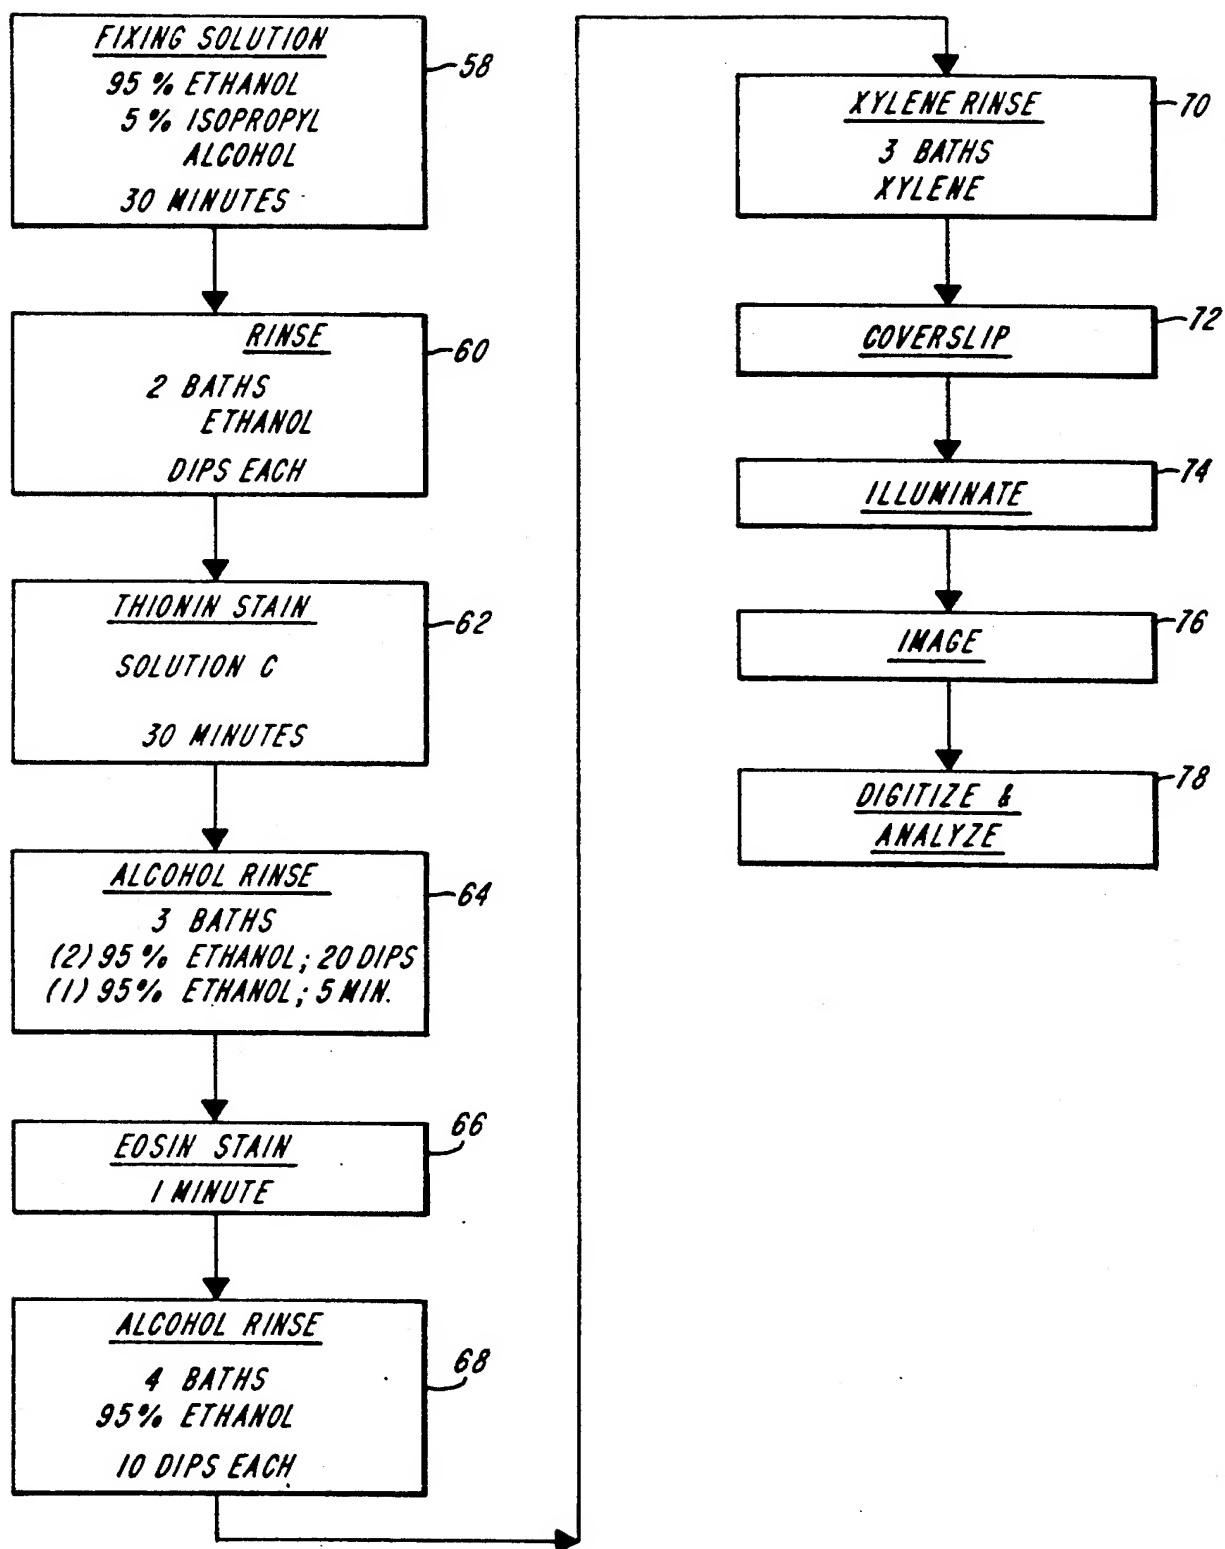 FIXING SOLUTION
95 % ETHANOL
5 % ISOPROPYL
ALCOHOL
30 MINUTES
58
RINSE
2 BATHS
ETHANOL
DIPS EACH
60
THIONIN STAIN
SOLUTION C
30 MINUTES
62
ALCOHOL RINSE
3 BATHS
(2) 95 % ETHANOL; 20 DIPS
(1) 95% ETHANOL; 5 MIN.
64
EOSIN STAIN
1 MINUTE
66
ALCOHOL RINSE
4 BATHS
95% ETHANOL
10 DIPS EACH
68
XYLENE RINSE
3 BATHS
XYLENE
70
COVERSLIP
72
ILLUMINATE
74
IMAGE
76
DIGITIZE &
ANALYZE
78